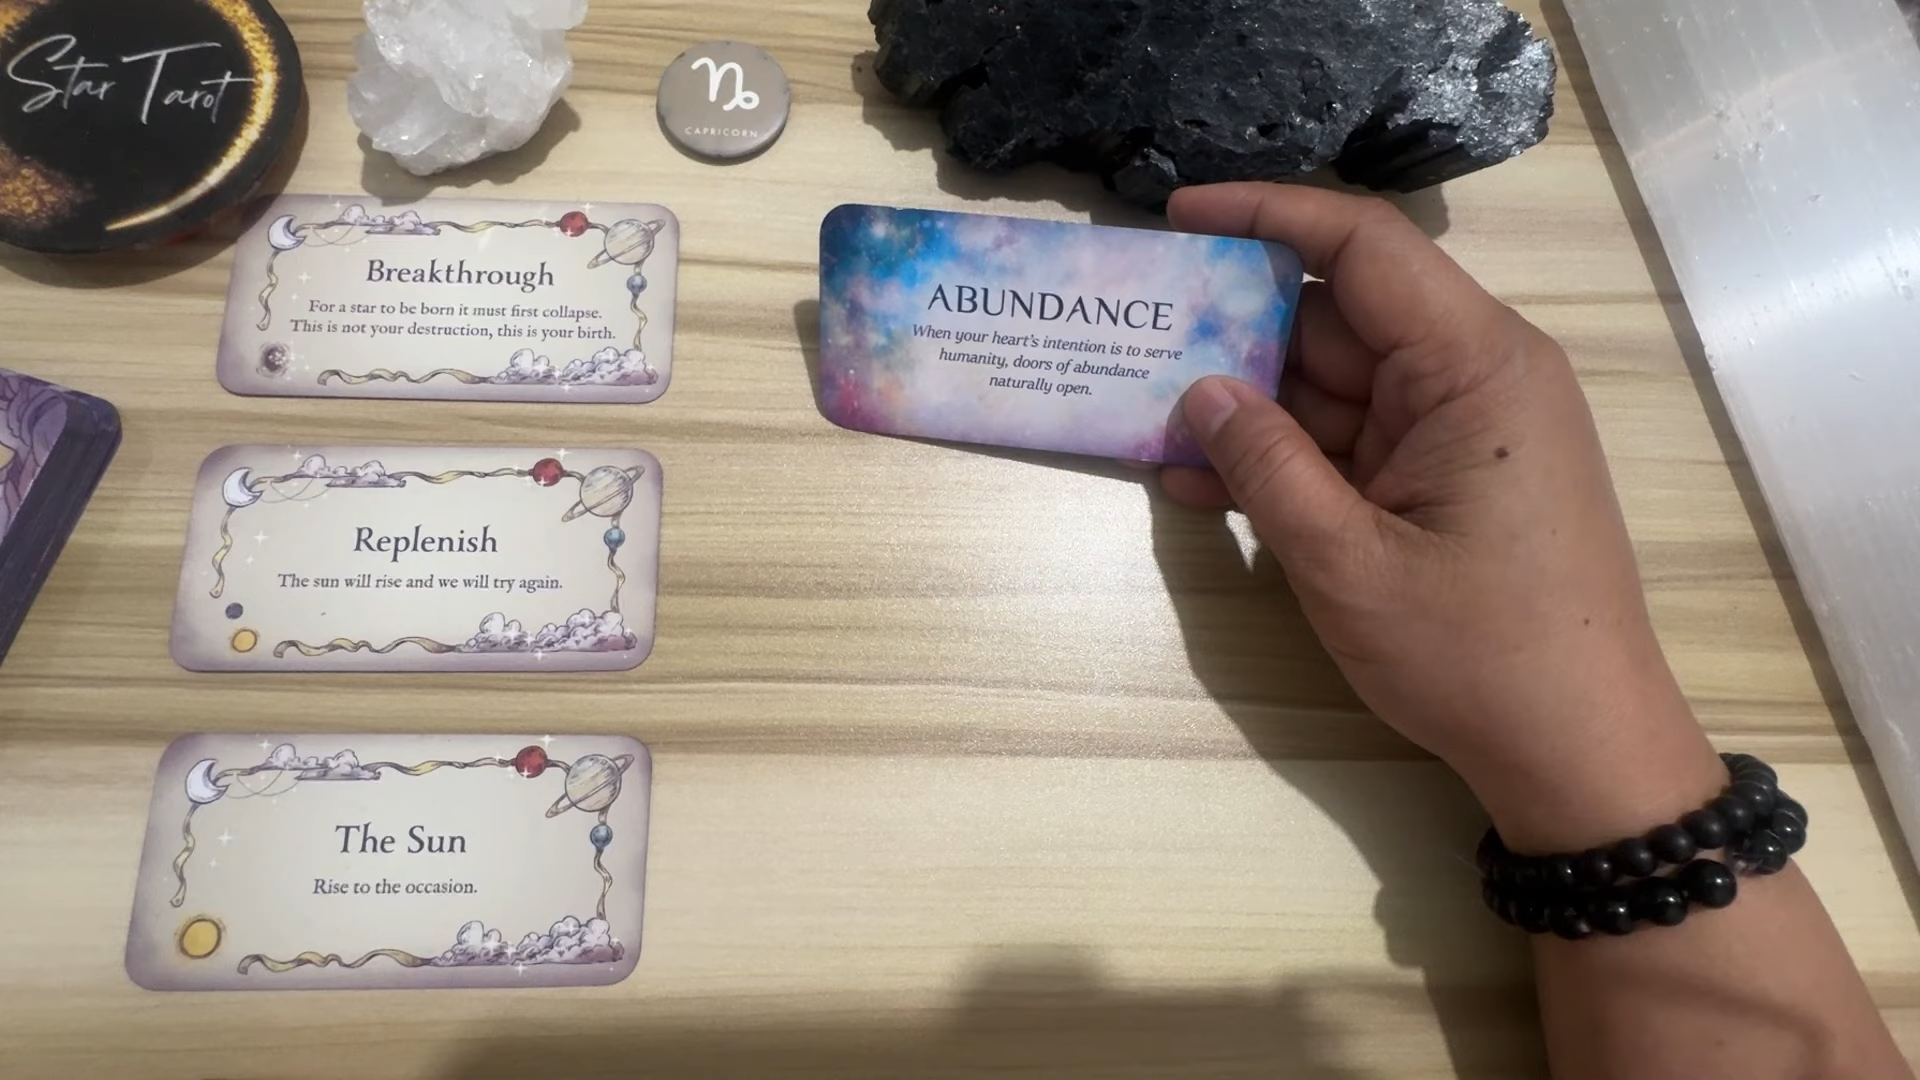 Star Tarot
CAPRICORN
Breakthrough
For a star to be born it must first collapse.
This is not your destruction, this is your birth.
ABUNDANCE
When your heart's intention is to serve
humanity, doors of abundance
naturally open.
Replenish
The sun will rise and we will try again.
The Sun
Rise to the occasion.